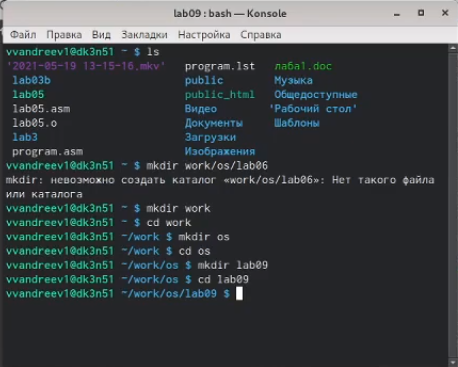 lab09 : bash — Konsole
Файл Правка Вид Закладки Настройка Справка
vvandreev1@dk3n51 ~ $ ls
'2021-05-19 13-15-16.mkv' program.lst лаба1.doc
lab03b public Музыка
lab05 public_html Общедоступные
lab05.asm Видео 'Рабочий стол'
lab05.o Документы Шаблоны
lab3 Загрузки
program.asm Изображения
vvandreev1@dk3n51 ~ $ mkdir work/os/lab06
mkdir: невозможно создать каталог «work/os/lab06»: Нет такого файла
или каталога
vvandreev1@dk3n51 ~ $ mkdir work
vvandreev1@dk3n51 ~ $ cd work
vvandreev1@dk3n51 ~/work $ mkdir os
vvandreev1@dk3n51 ~/work $ cd os
vvandreev1@dk3n51 ~/work/os $ mkdir lab09
vvandreev1@dk3n51 ~/work/os $ cd lab09
vvandreev1@dk3n51 ~/work/os/lab09 $